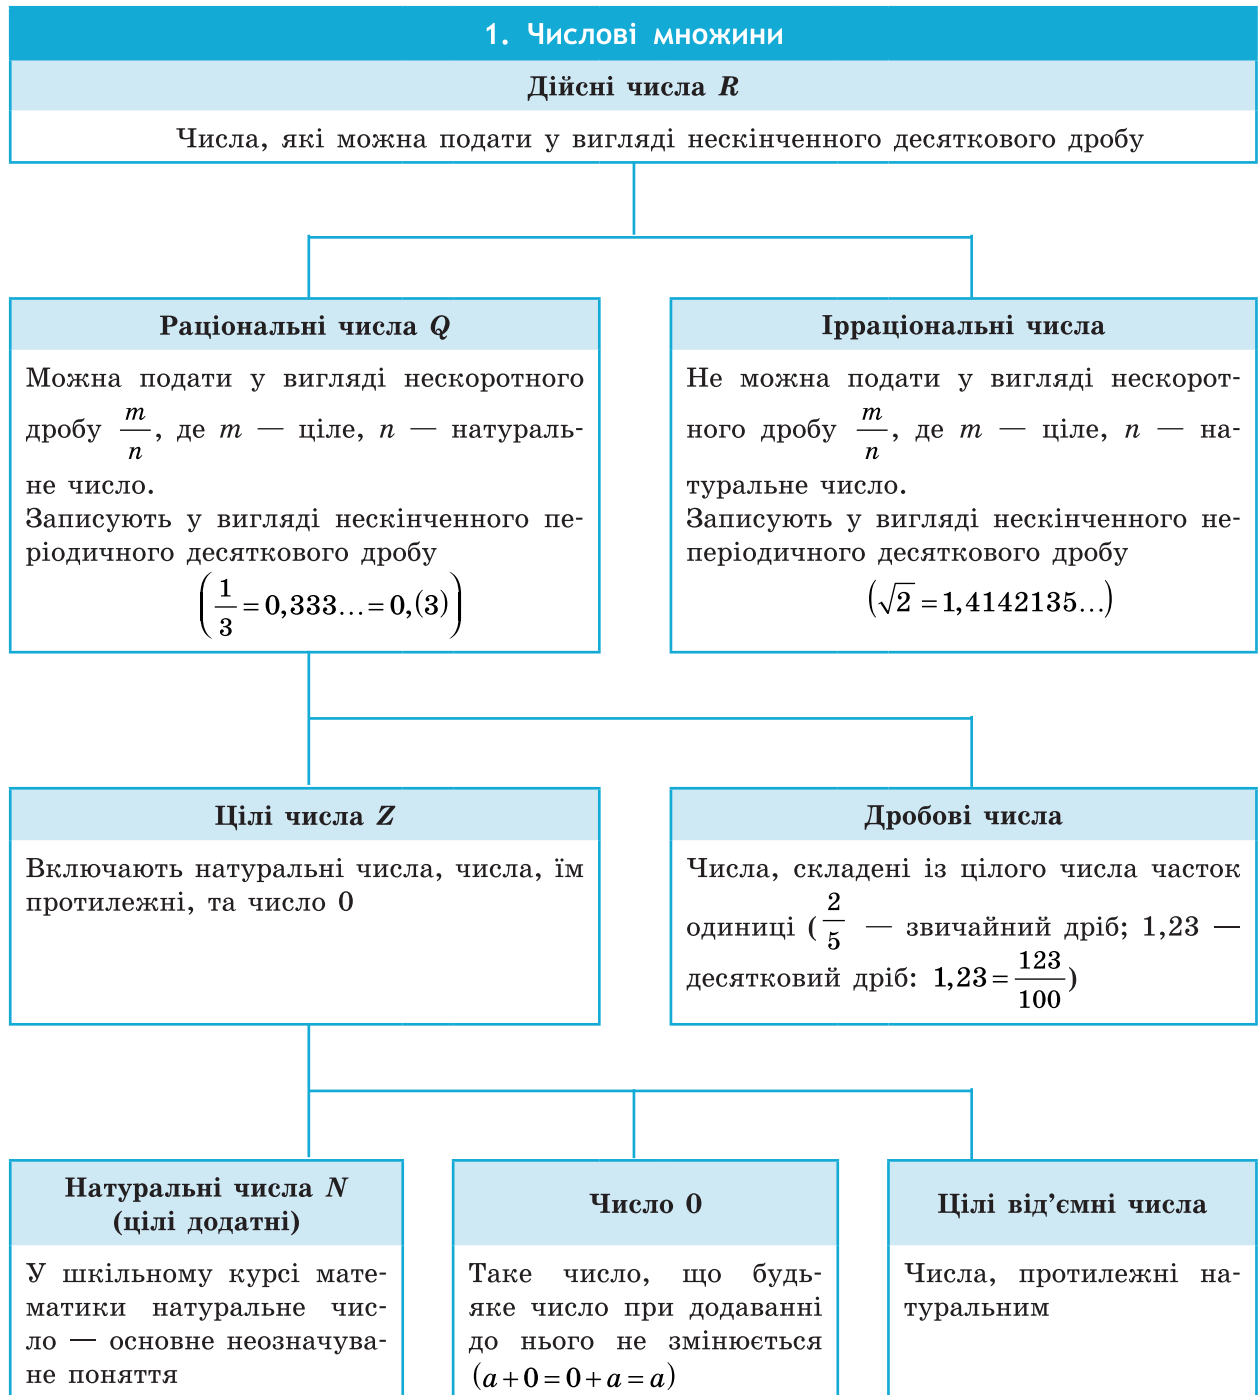 1. Числові множини
Дійсні числа R
Числа, які можна подати у вигляді нескінченного десяткового дробу
Раціональні числа Q
Можна подати у вигляді нескоротного
дробу m/n, де m — ціле, n — натураль-
не число.
Записують у вигляді нескінченного пе-
ріодичного десяткового дробу
(1/3 = 0,333... = 0,(3))
Ірраціональні числа
Не можна подати у вигляді нескорот-
ного дробу m/n, де m — ціле, n — на-
туральне число.
Записують у вигляді нескінченного не-
періодичного десяткового дробу
(√2 = 1,4142135...)
Цілі числа Z
Включають натуральні числа, числа, їм
протилежні, та число 0
Дробові числа
Числа, складені із цілого числа часток
одиниці (2/5 — звичайний дріб; 1,23 —
десятковий дріб: 1,23 = 123/100)
Натуральні числа N
(цілі додатні)
У шкільному курсі мате-
матики натуральне чис-
ло — основне неозначува-
не поняття
Число 0
Таке число, що будь-
яке число при додаванні
до нього не змінюється
(a + 0 = 0 + a = a)
Цілі від’ємні числа
Числа, протилежні на-
туральним